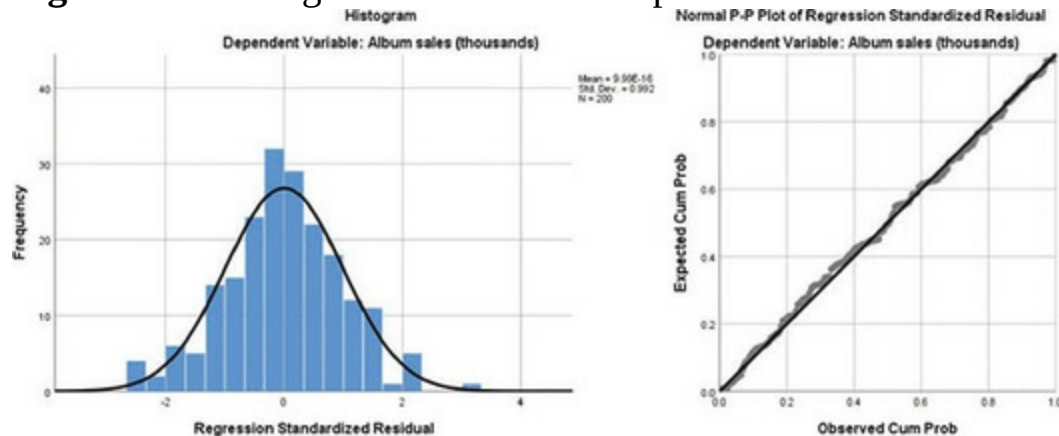 Histogram
Dependent Variable: Album sales (thousands)
Mean = 9.99E-16
Std. Dev. = 0.992
N = 200
40
30
20
10
0
Frequency
-2
0
2
4
Regression Standardized Residual
Normal P-P Plot of Regression Standardized Residual
Dependent Variable: Album sales (thousands)
1.0
0.8
0.6
0.4
0.2
0.0
Expected Cum Prob
0.0
0.2
0.4
0.6
0.8
1.0
Observed Cum Prob